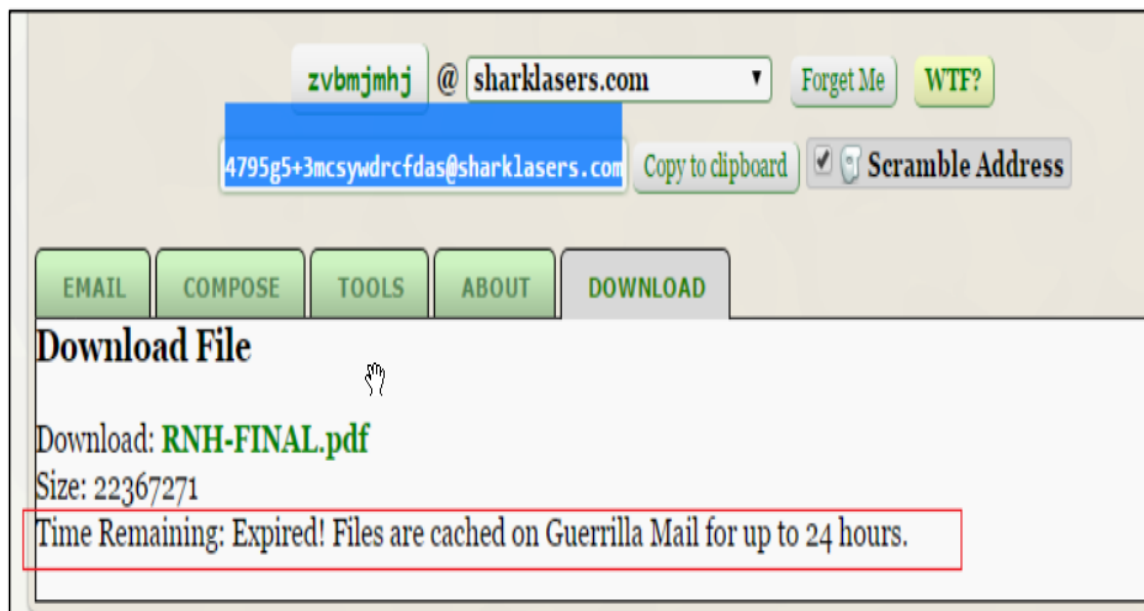 zvbmjmhj @ sharklasers.com Forget Me WTF?
4795g5+3mcsywdrcfdas@sharklasers.com Copy to clipboard Scramble Address
EMAIL COMPOSE TOOLS ABOUT DOWNLOAD
Download File
Download: RNH-FINAL.pdf
Size: 22367271
Time Remaining: Expired! Files are cached on Guerrilla Mail for up to 24 hours.